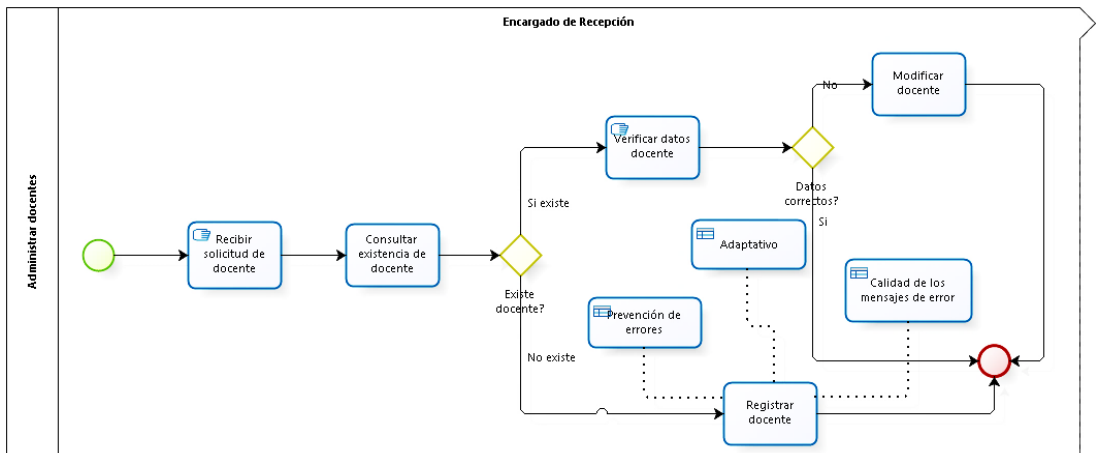 Encargado de Recepción
Administrar docentes
Recibir
solicitud de
docente
Consultar
existencia de
docente
Existe
docente?
Si existe
No existe
Verificar datos
docente
Datos
correctos?
No
Si
Modificar
docente
Adaptativo
Calidad de los
mensajes de error
Prevención de
errores
Registrar
docente